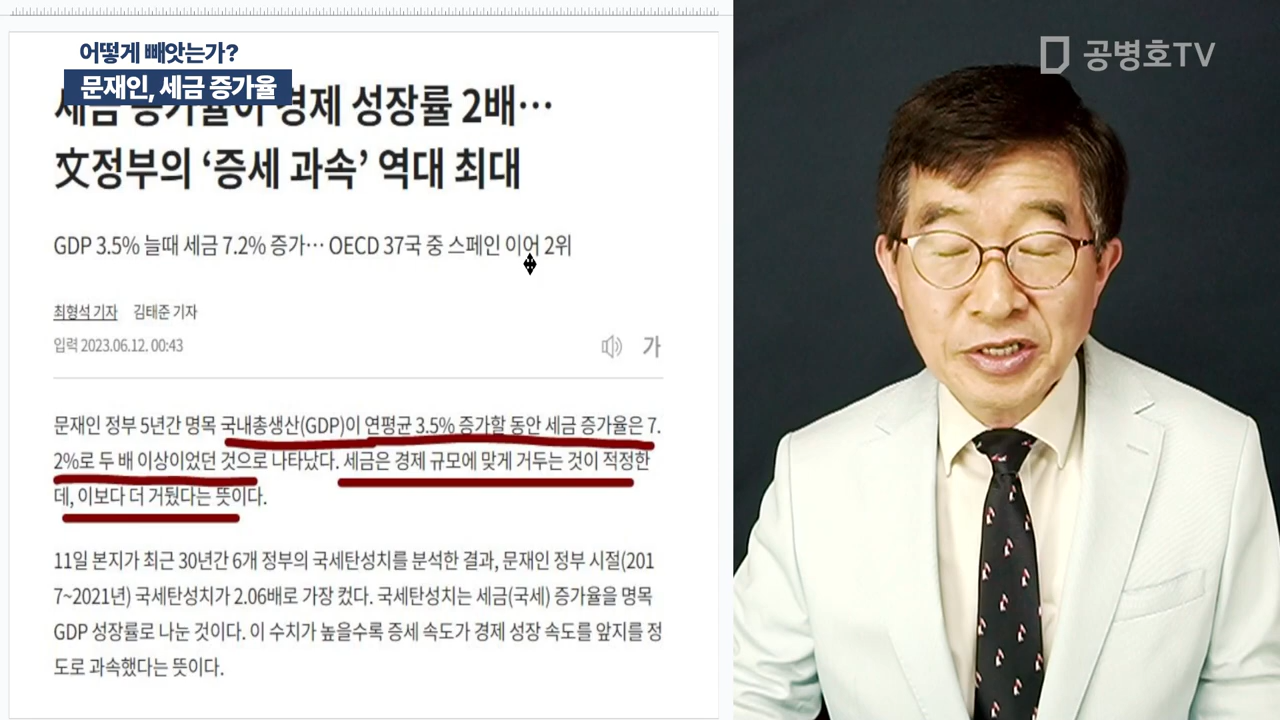 어떻게 빼앗는가?
문재인, 세금 증가율
세금 증가율이 경제 성장률 2배…
文정부의 ‘증세 과속’ 역대 최대
GDP 3.5% 늘때 세금 7.2% 증가… OECD 37국 중 스페인 이어 2위
최형석 기자 김태준 기자
입력 2023.06.12. 00:43
가
문재인 정부 5년간 명목 국내총생산(GDP)이 연평균 3.5% 증가할 동안 세금 증가율은 7.
2%로 두 배 이상이었던 것으로 나타났다. 세금은 경제 규모에 맞게 거두는 것이 적정한
데, 이보다 더 거뒀다는 뜻이다.
11일 본지가 최근 30년간 6개 정부의 국세탄성치를 분석한 결과, 문재인 정부 시절(201
7~2021년) 국세탄성치가 2.06배로 가장 컸다. 국세탄성치는 세금(국세) 증가율을 명목
GDP 성장률로 나눈 것이다. 이 수치가 높을수록 증세 속도가 경제 성장 속도를 앞지를 정
도로 과속했다는 뜻이다.
공병호TV